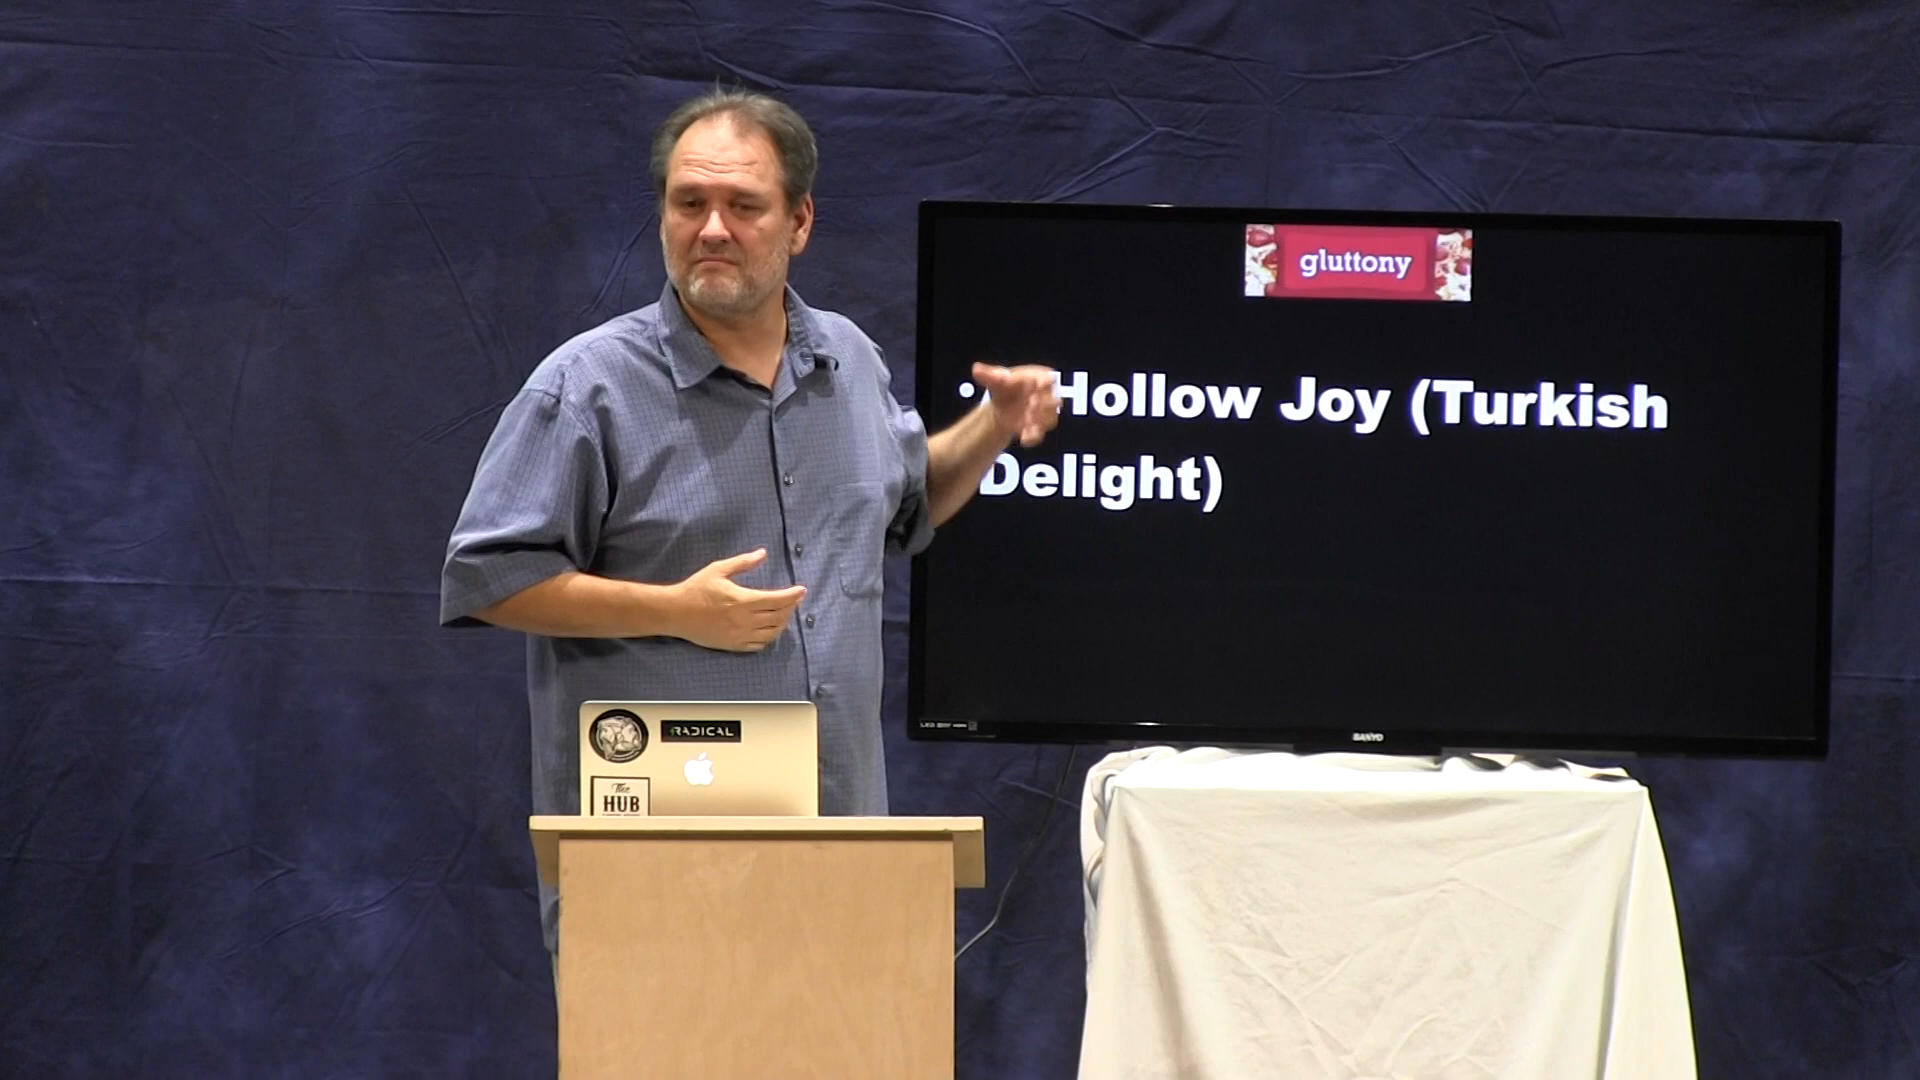 gluttony
• Hollow Joy (Turkish
Delight)
RADICAL
The
HUB
SANYO